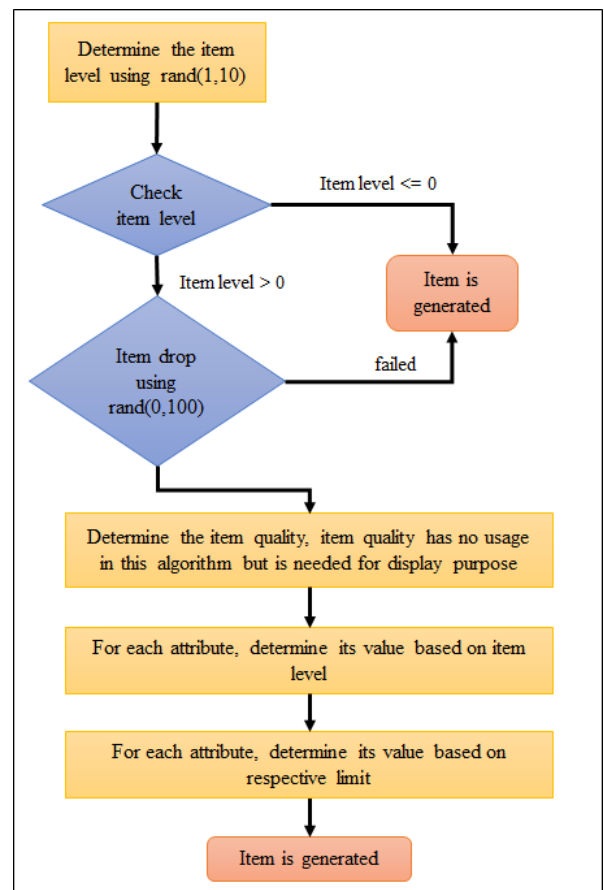 Determine the item
level using rand(1,10)
Check
item level
Item level <= 0
Item is
generated
Item level > 0
Item drop
using
rand(0,100)
failed
Determine the item quality, item quality has no usage
in this algorithm but is needed for display purpose
For each attribute, determine its value based on item
level
For each attribute, determine its value based on
respective limit
Item is generated